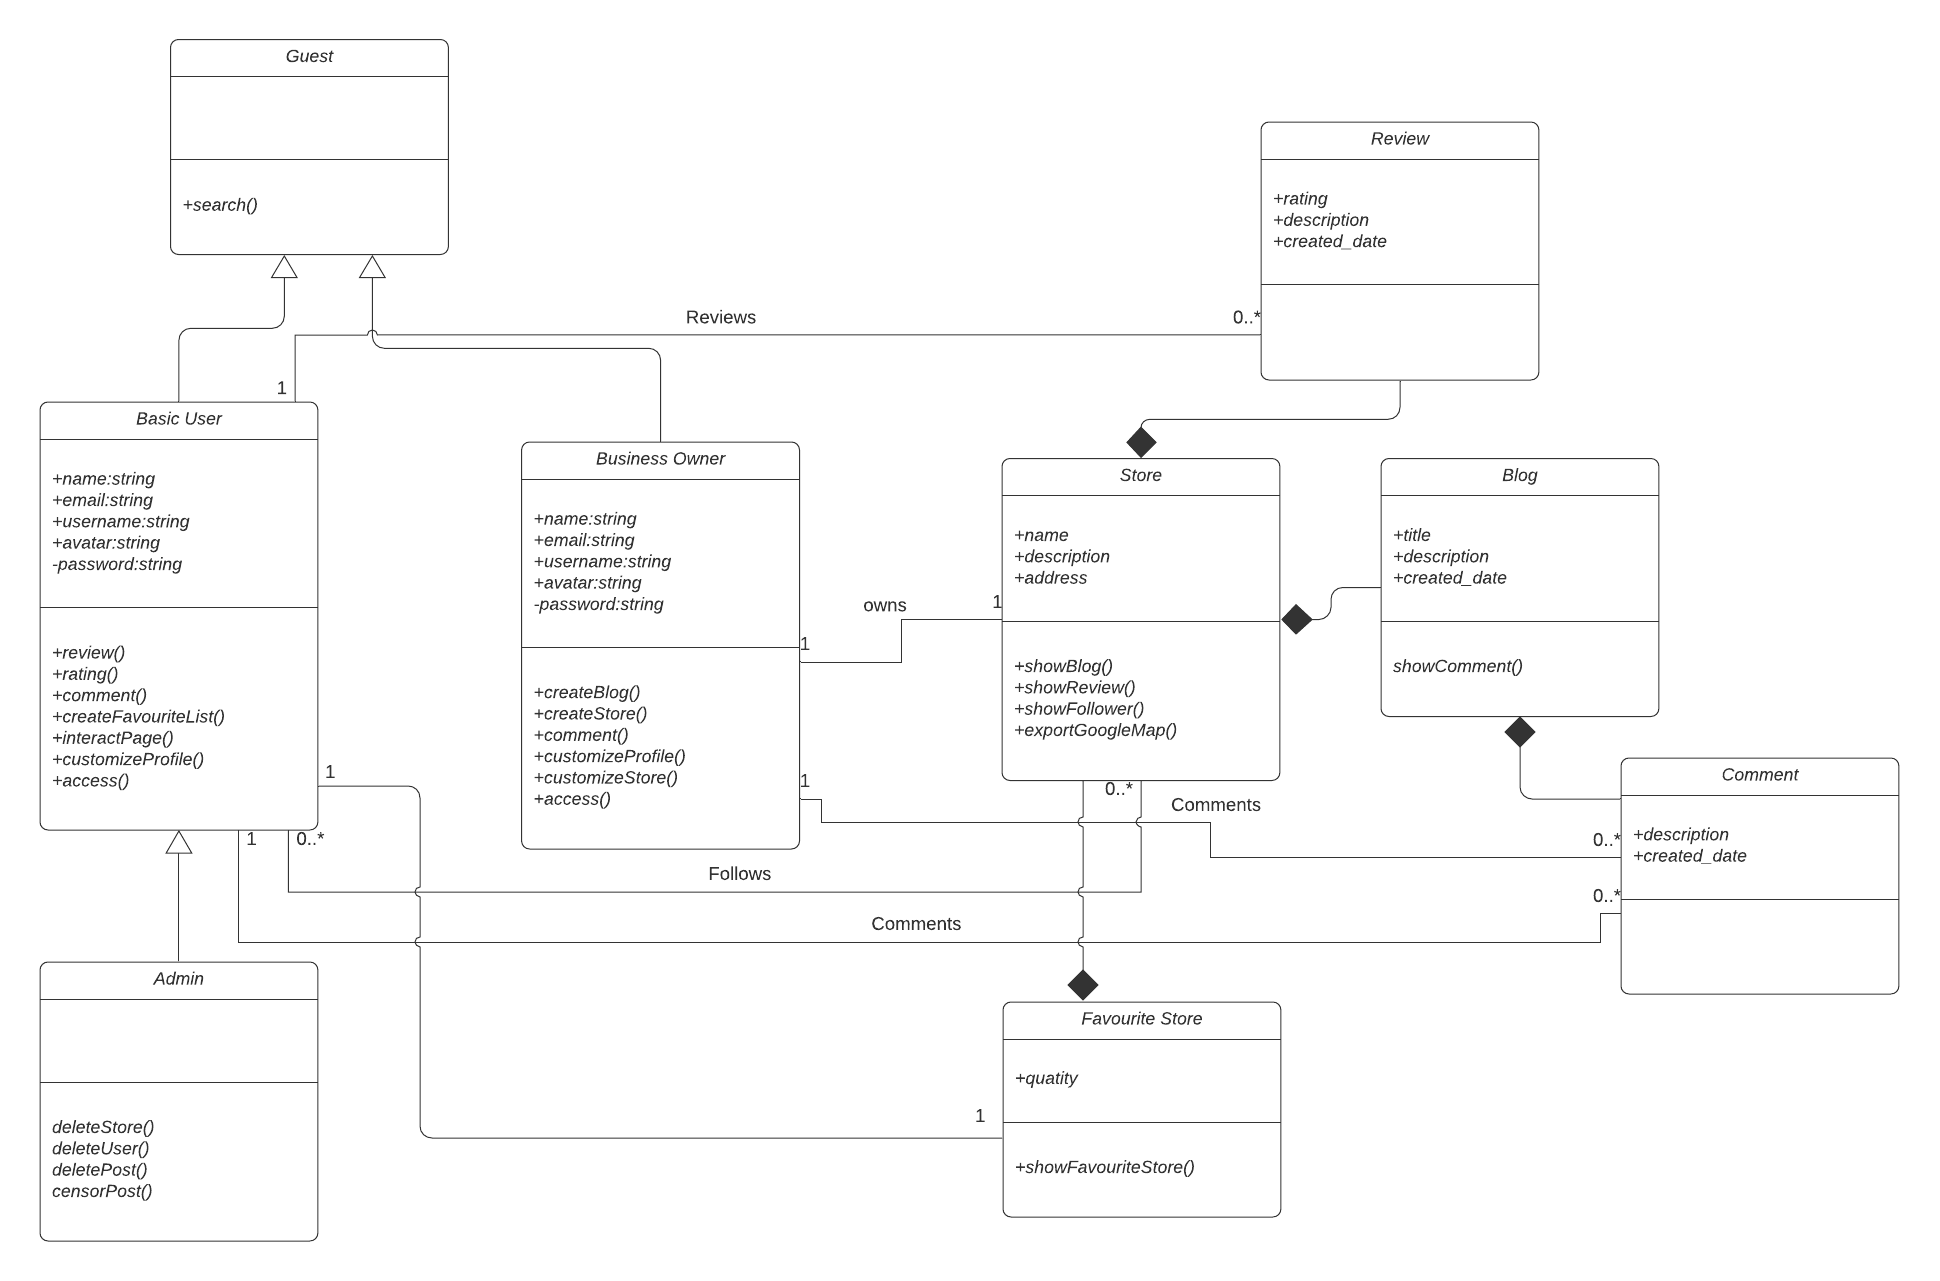 Guest
+search()
Review
+rating
+description
+created_date
Reviews
0..*
1
Basic User
+name:string
+email:string
+username:string
+avatar:string
-password:string
+review()
+rating()
+comment()
+createFavouriteList()
+interactPage()
+customizeProfile()
+access()
Business Owner
+name:string
+email:string
+username:string
+avatar:string
-password:string
+createBlog()
+createStore()
+comment()
+customizeProfile()
+customizeStore()
+access()
owns
1
1
Store
+name
+description
+address
+showBlog()
+showReview()
+showFollower()
+exportGoogleMap()
Blog
+title
+description
+created_date
showComment()
1
1
0..*
Comments
Comment
+description
+created_date
0..*
0..*
1
0..*
Follows
Comments
Admin
deleteStore()
deleteUser()
deletePost()
censorPost()
Favourite Store
+quatity
+showFavouriteStore()
1